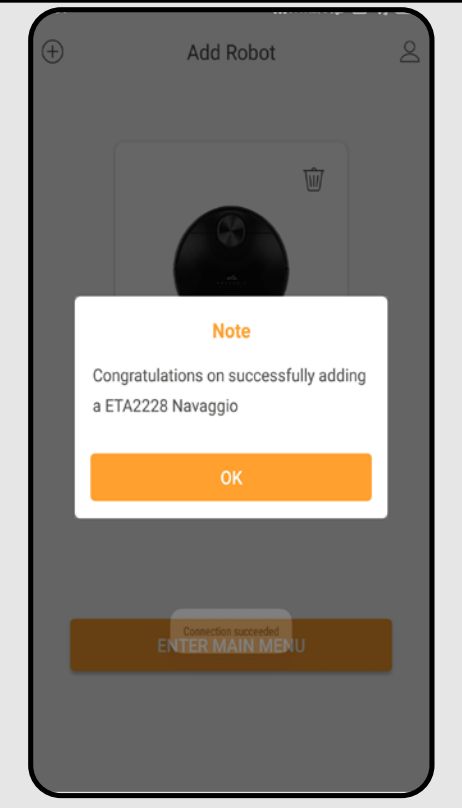 Add Robot
Note
Congratulations on successfully adding
a ETA2228 Navaggio
OK
Connection succeeded
ENTER MAIN MENU